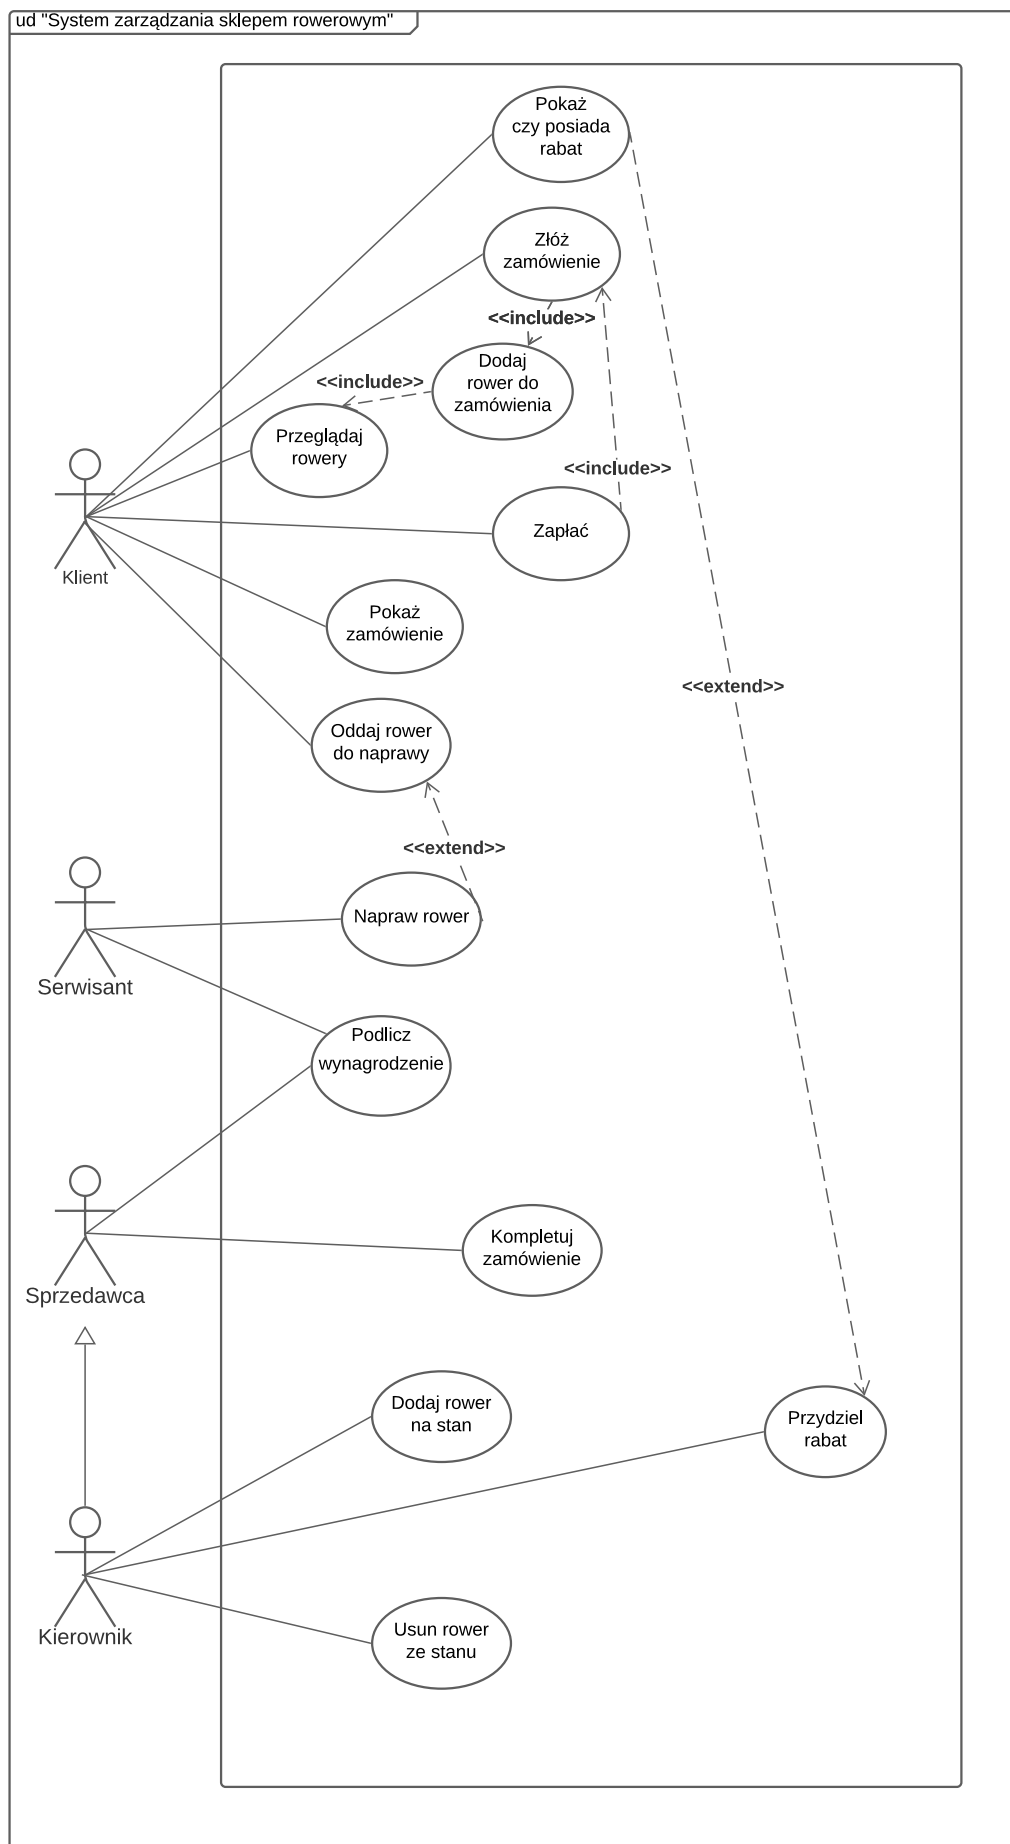 ud "System zarządzania sklepem rowerowym"
Pokaż
czy posiada
rabat
Złóż
zamówienie
<<include>>
Dodaj
rower do
zamówienia
<<include>>
Przeglądaj
rowery
<<include>>
Zapłać
Klient
Pokaż
zamówienie
<<extend>>
Oddaj rower
do naprawy
<<extend>>
Napraw rower
Serwisant
Podlicz
wynagrodzenie
Kompletuj
zamówienie
Sprzedawca
Dodaj rower
na stan
Przydziel
rabat
Kierownik
Usun rower
ze stanu